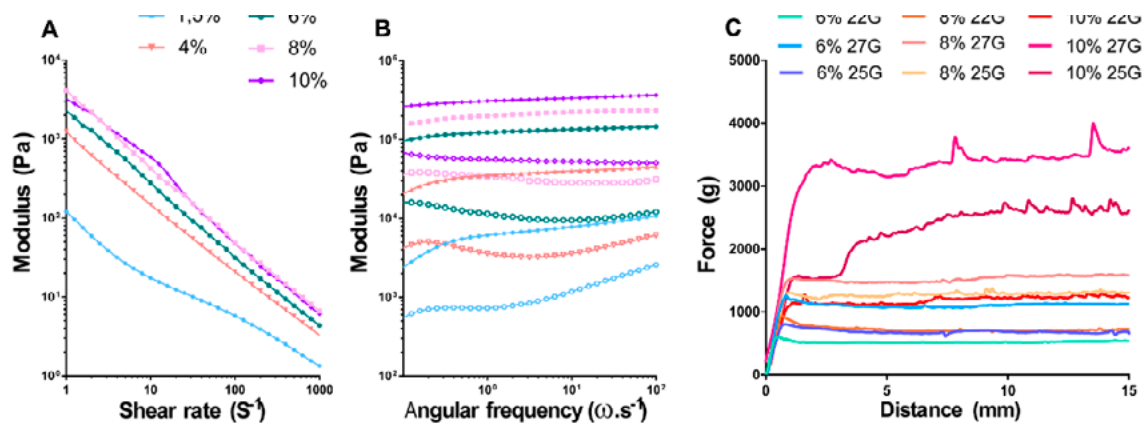 A
1,5%
6%
4%
8%
10%
Modulus (Pa)
10⁴
10³
10²
10¹
10⁰
1
10
100
1000
Shear rate (S⁻¹)
B
Modulus (Pa)
10⁶
10⁵
10⁴
10³
10²
10⁰
10¹
10²
Angular frequency (ω.s⁻¹)
C
6% 22G
8% 22G
10% 22G
6% 27G
8% 27G
10% 27G
6% 25G
8% 25G
10% 25G
Force (g)
5000
4000
3000
2000
1000
0
0
5
10
15
Distance (mm)